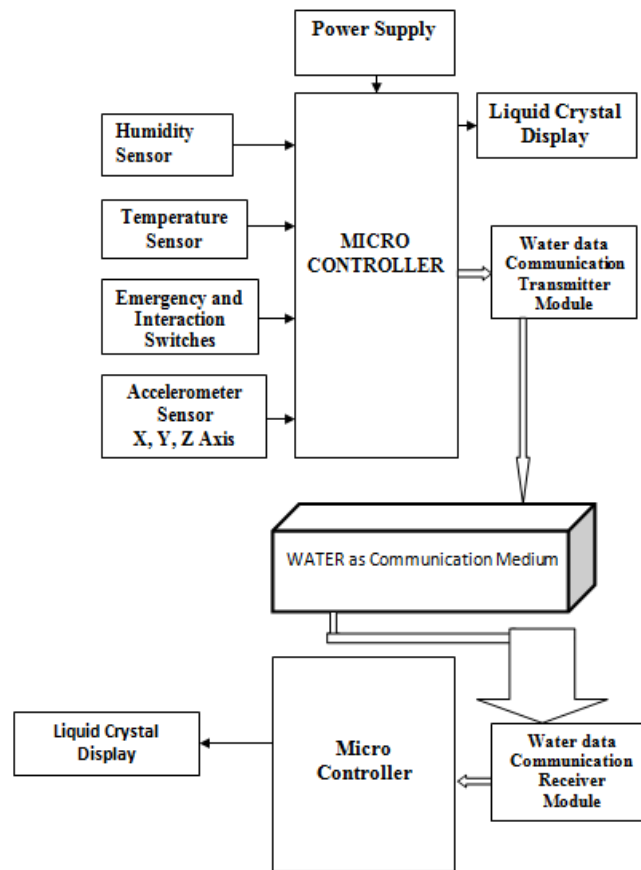 Power Supply
Liquid Crystal
Display
Humidity
Sensor
Temperature
Sensor
MICRO
CONTROLLER
Water data
Communication
Transmitter
Module
Emergency and
Interaction
Switches
Accelerometer
Sensor
X, Y, Z Axis
WATER as Communication Medium
Liquid Crystal
Display
Micro
Controller
Water data
Communication
Receiver
Module